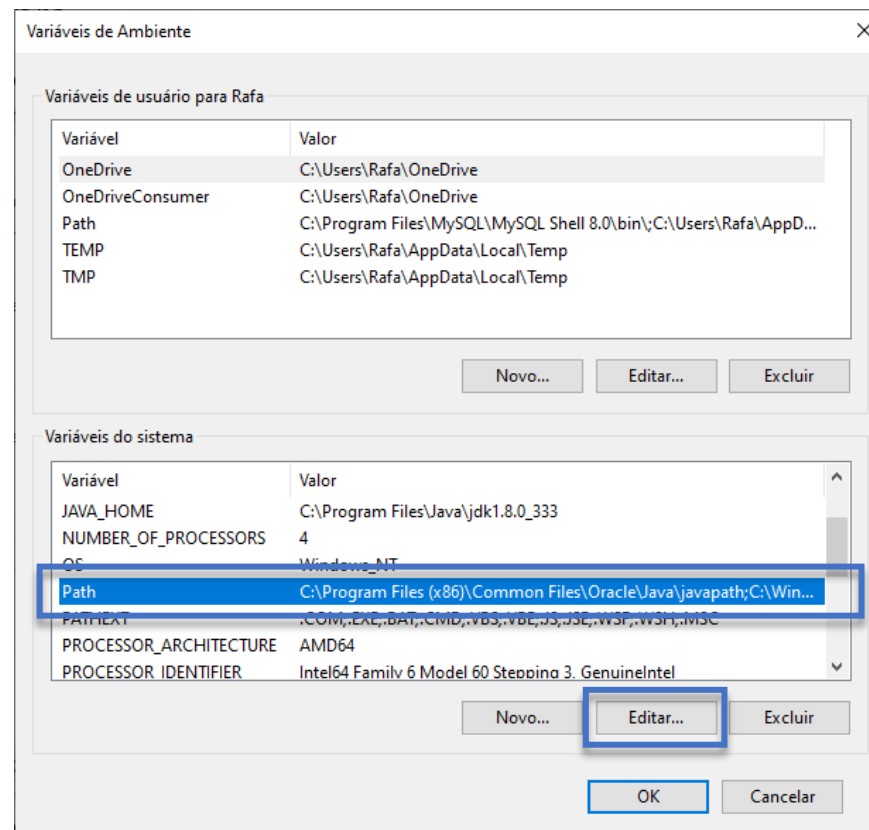 Variáveis de Ambiente
Variáveis de usuário para Rafa
Variável Valor
OneDrive C:\Users\Rafa\OneDrive
OneDriveConsumer C:\Users\Rafa\OneDrive
Path C:\Program Files\MySQL\MySQL Shell 8.0\bin\;C:\Users\Rafa\AppD...
TEMP C:\Users\Rafa\AppData\Local\Temp
TMP C:\Users\Rafa\AppData\Local\Temp
Novo... Editar... Excluir
Variáveis do sistema
Variável Valor
JAVA_HOME C:\Program Files\Java\jdk1.8.0_333
NUMBER_OF_PROCESSORS 4
OS Windows_NT
Path C:\Program Files (x86)\Common Files\Oracle\Java\javapath;C:\Win...
PATHEXT .COM;.EXE;.BAT;.CMD;.VBS;.VBE;.JS;.JSE;.WSF;.WSH;.MSC
PROCESSOR_ARCHITECTURE AMD64
PROCESSOR_IDENTIFIER Intel64 Family 6 Model 60 Stepping 3, GenuineIntel
Novo... Editar... Excluir
OK Cancelar